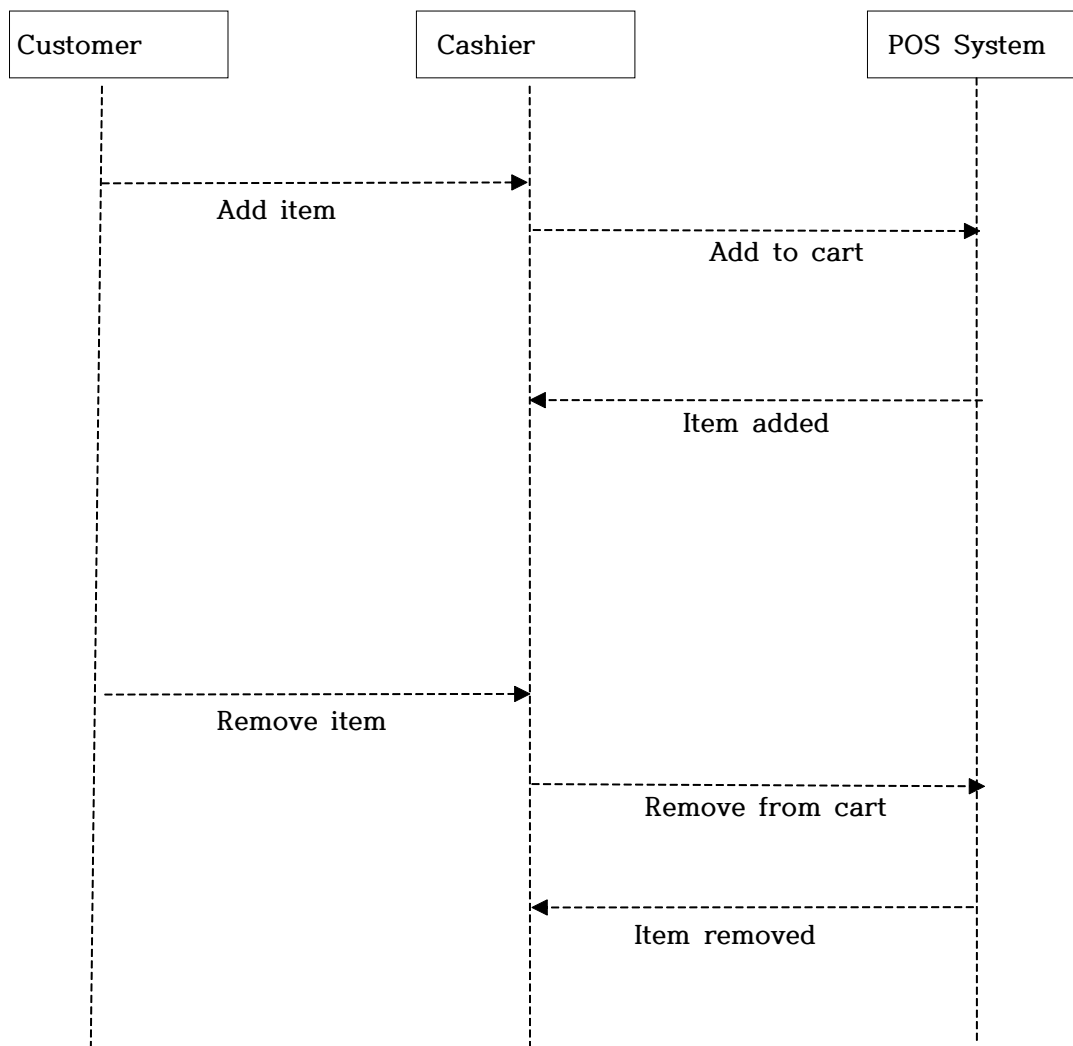 Customer
Cashier
POS System
Add item
Add to cart
Item added
Remove item
Remove from cart
Item removed